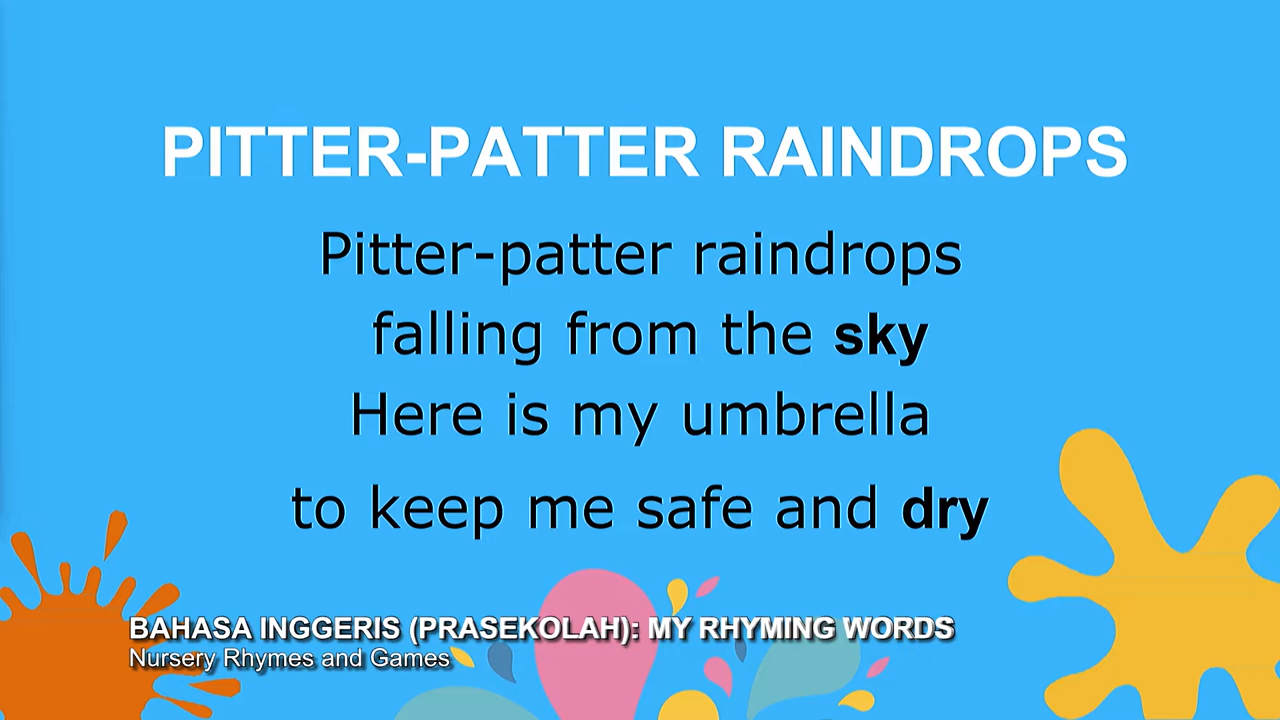 PITTER-PATTER RAINDROPS
Pitter-patter raindrops
falling from the sky
Here is my umbrella
to keep me safe and dry
BAHASA INGGERIS (PRASEKOLAH): MY RHYMING WORDS
Nursery Rhymes and Games